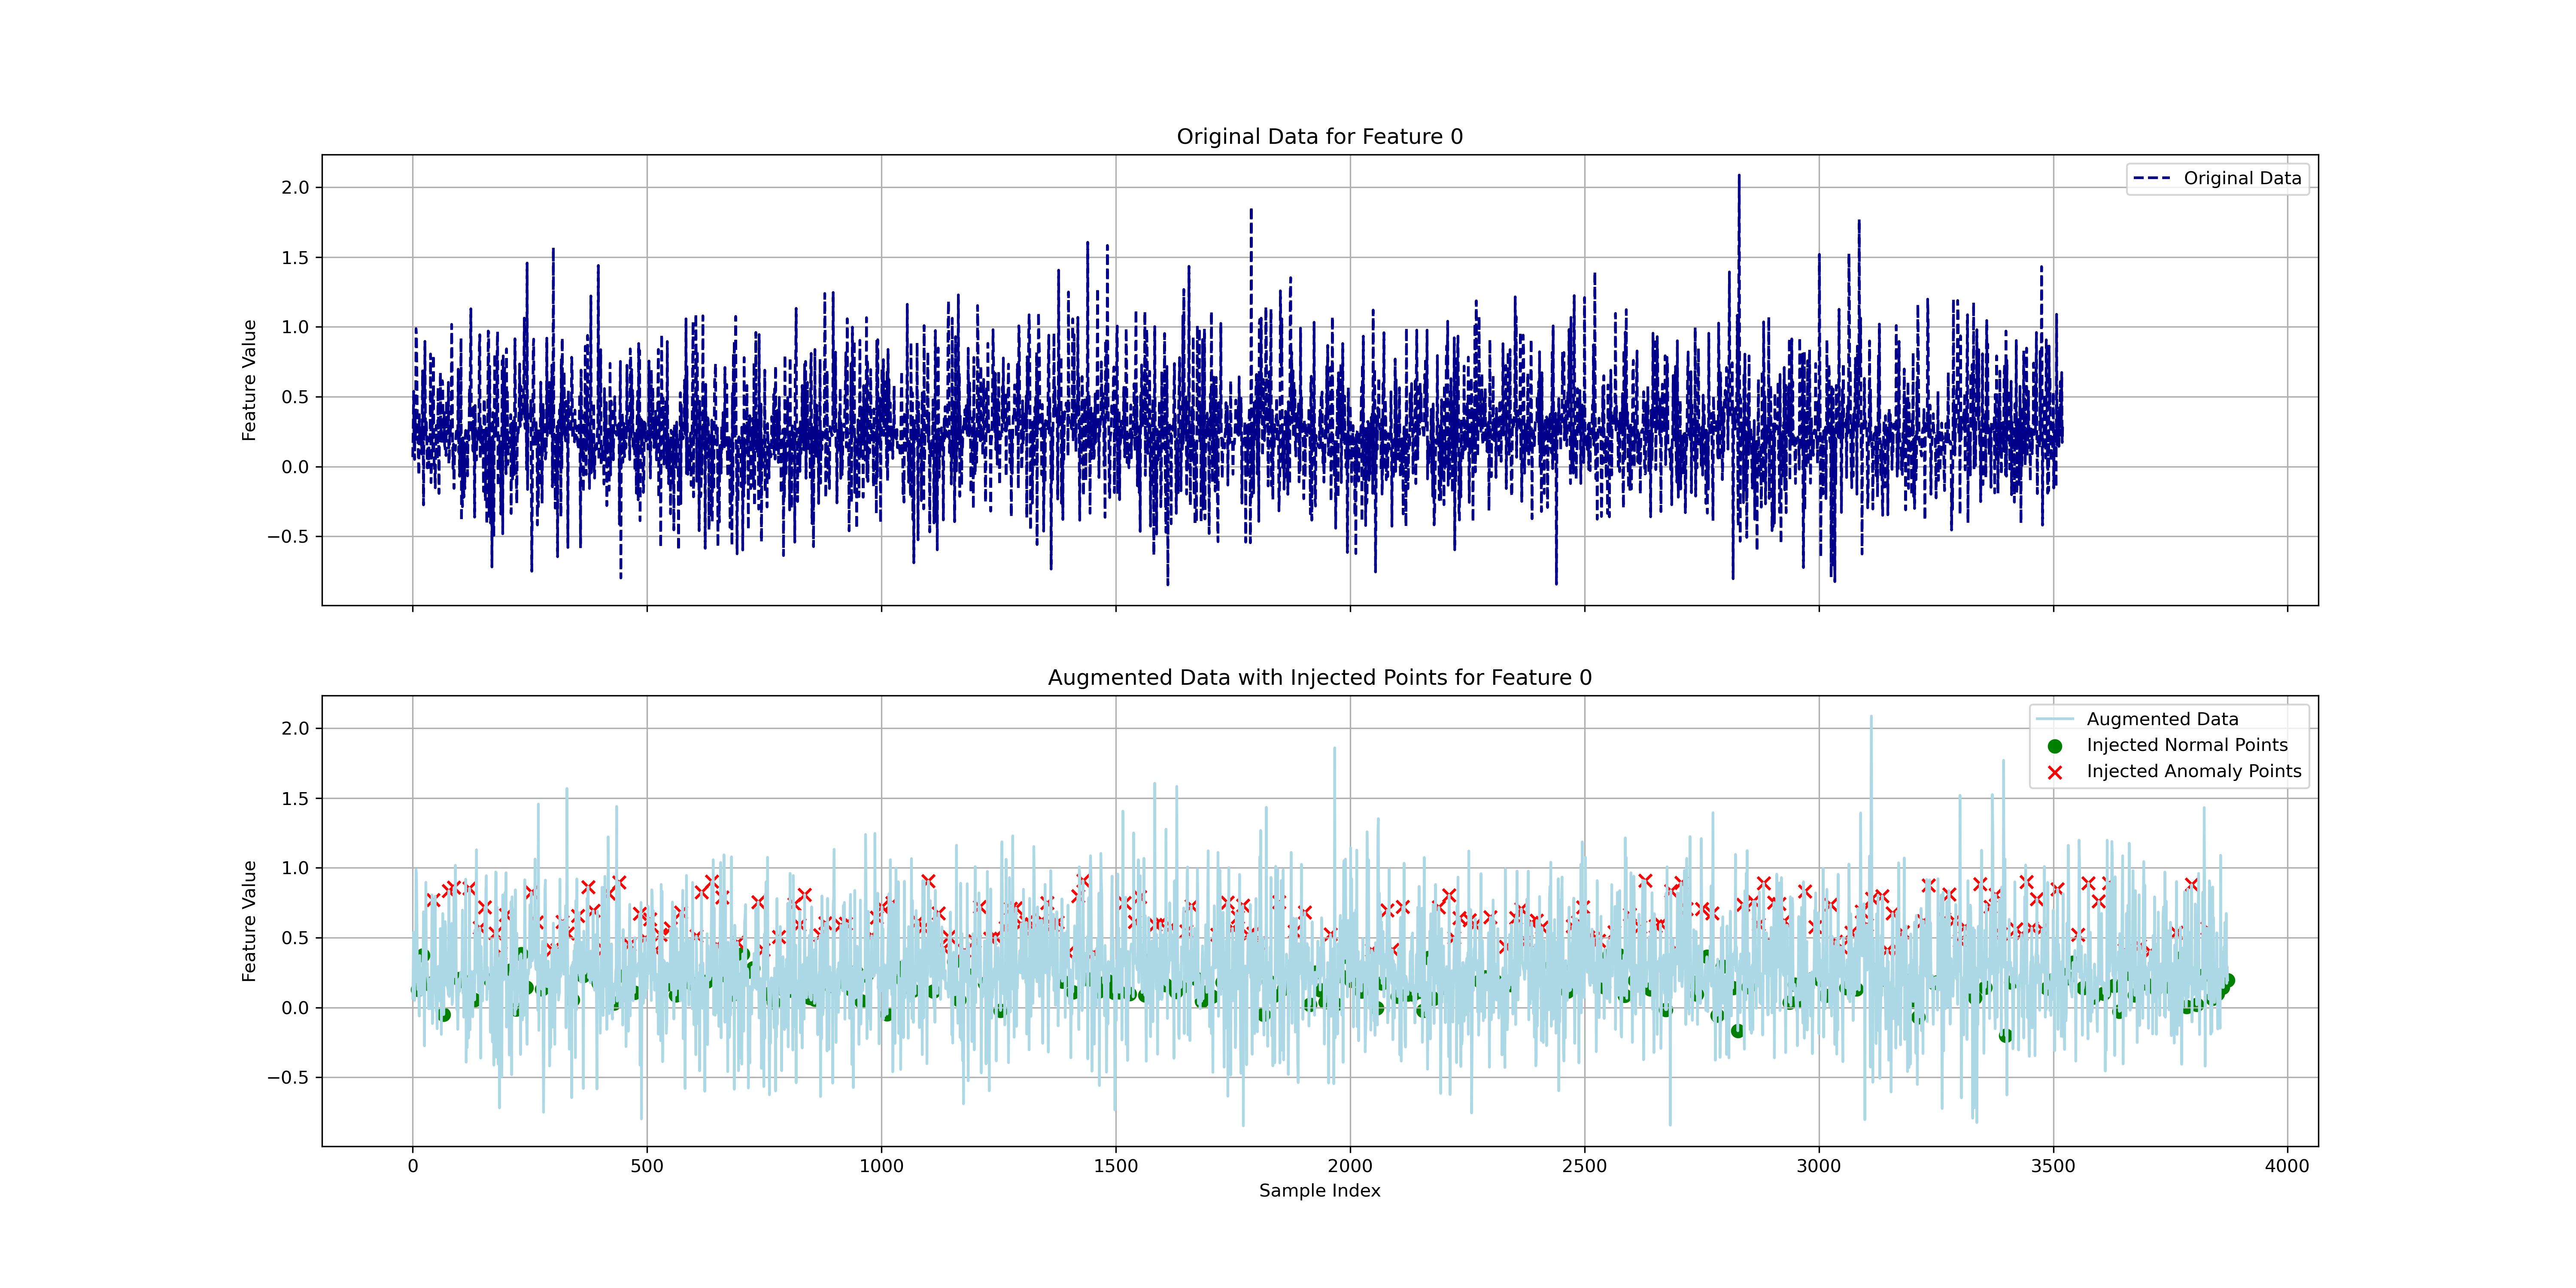 Original Data for Feature 0
2.0
1.5
1.0
0.5
0.0
−0.5
Feature Value
Original Data
Augmented Data with Injected Points for Feature 0
2.0
1.5
1.0
0.5
0.0
−0.5
Feature Value
Augmented Data
Injected Normal Points
Injected Anomaly Points
0 500 1000 1500 2000 2500 3000 3500 4000
Sample Index